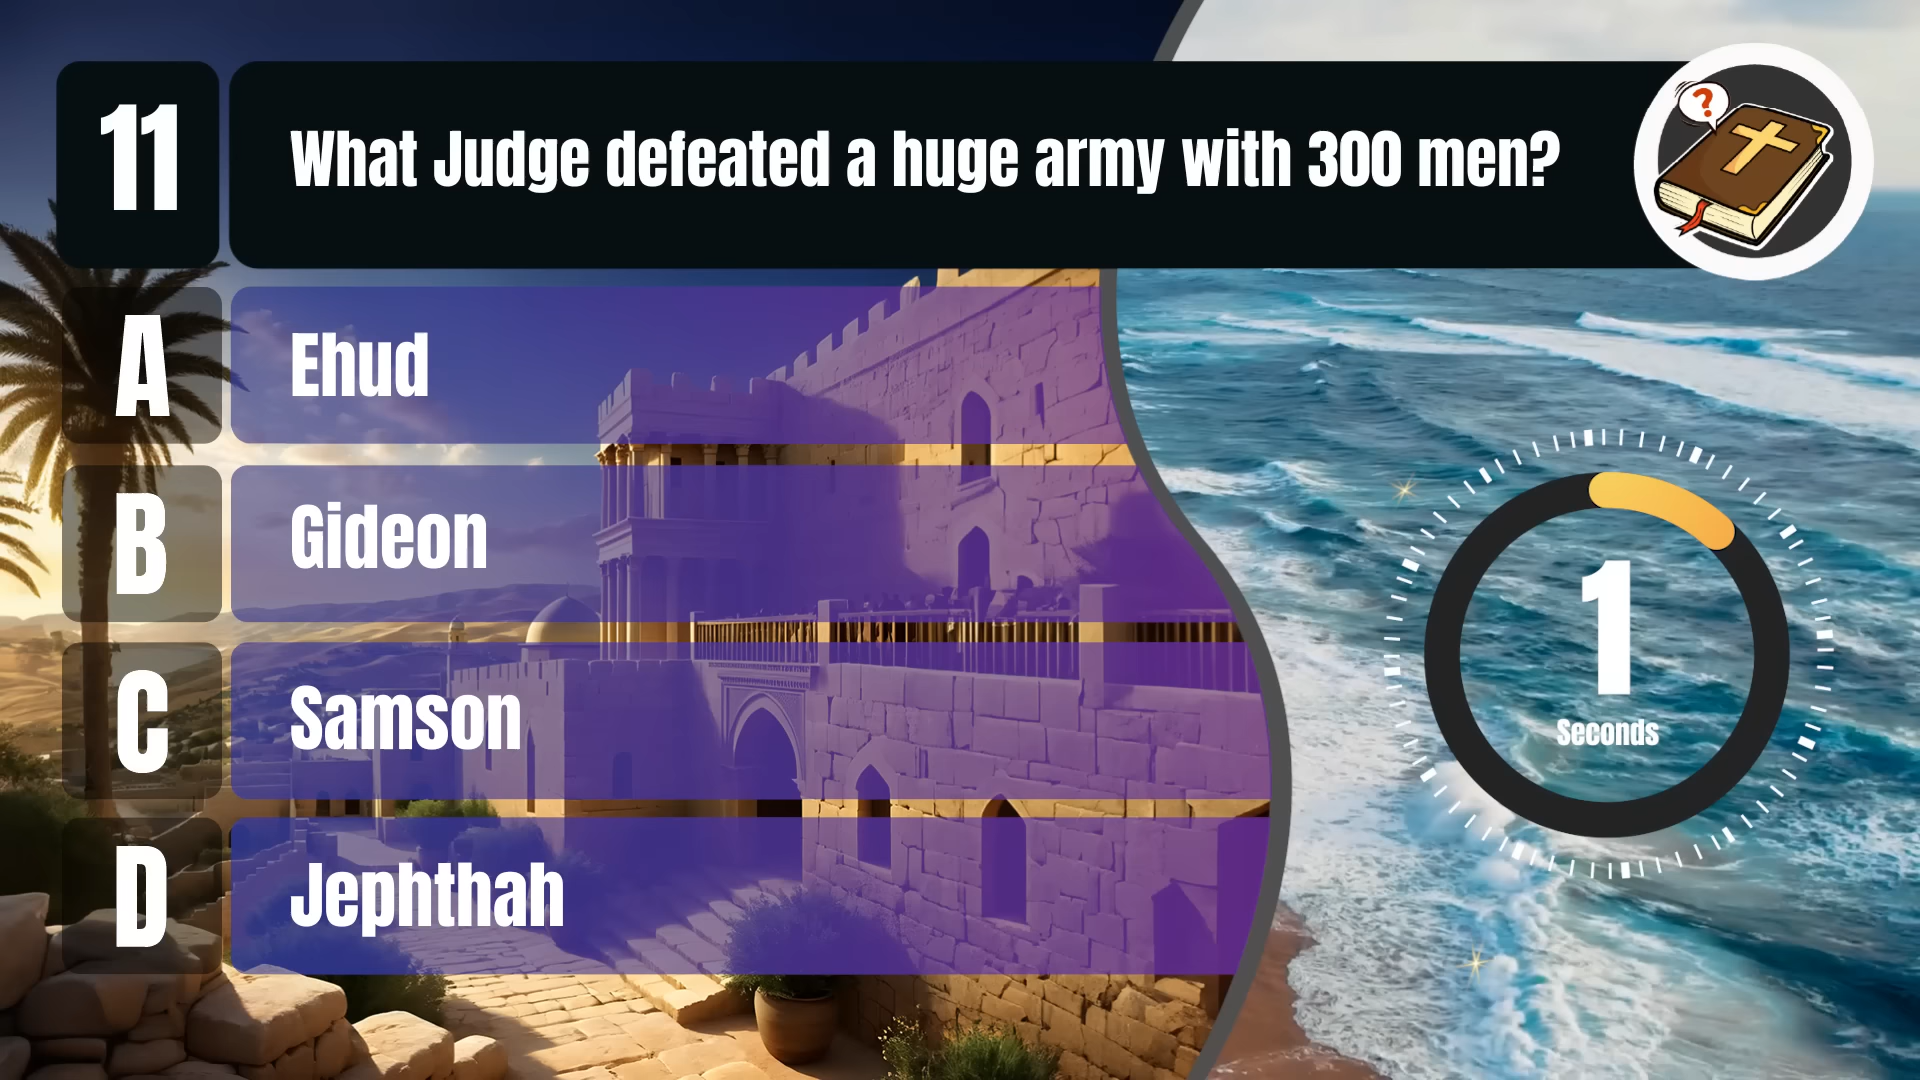 11
What Judge defeated a huge army with 300 men?
?
A
Ehud
B
Gideon
C
Samson
D
Jephthah
1
Seconds